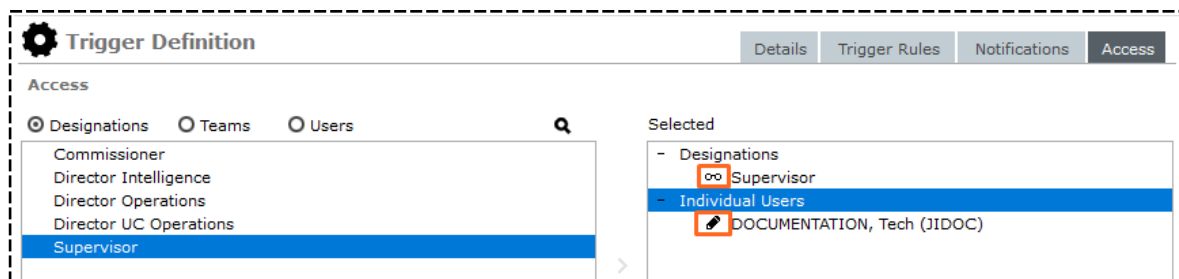 Trigger Definition
Details Trigger Rules Notifications Access
Access
Designations Teams Users
Commissioner
Director Intelligence
Director Operations
Director UC Operations
Supervisor
Selected
- Designations
Supervisor
- Individual Users
DOCUMENTATION, Tech (JIDOC)